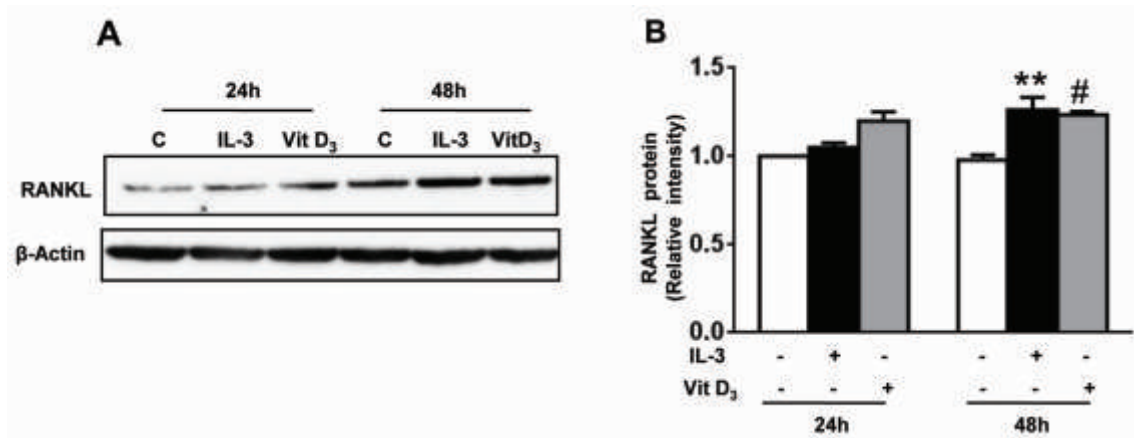 A
24h 48h
C IL-3 Vit D3 C IL-3 VitD3
RANKL
β-Actin
B
RANKL protein
(Relative intensity)
1.5
1.0
0.5
0.0
** #
IL-3 - + - - + -
Vit D3 - - + - - +
24h 48h